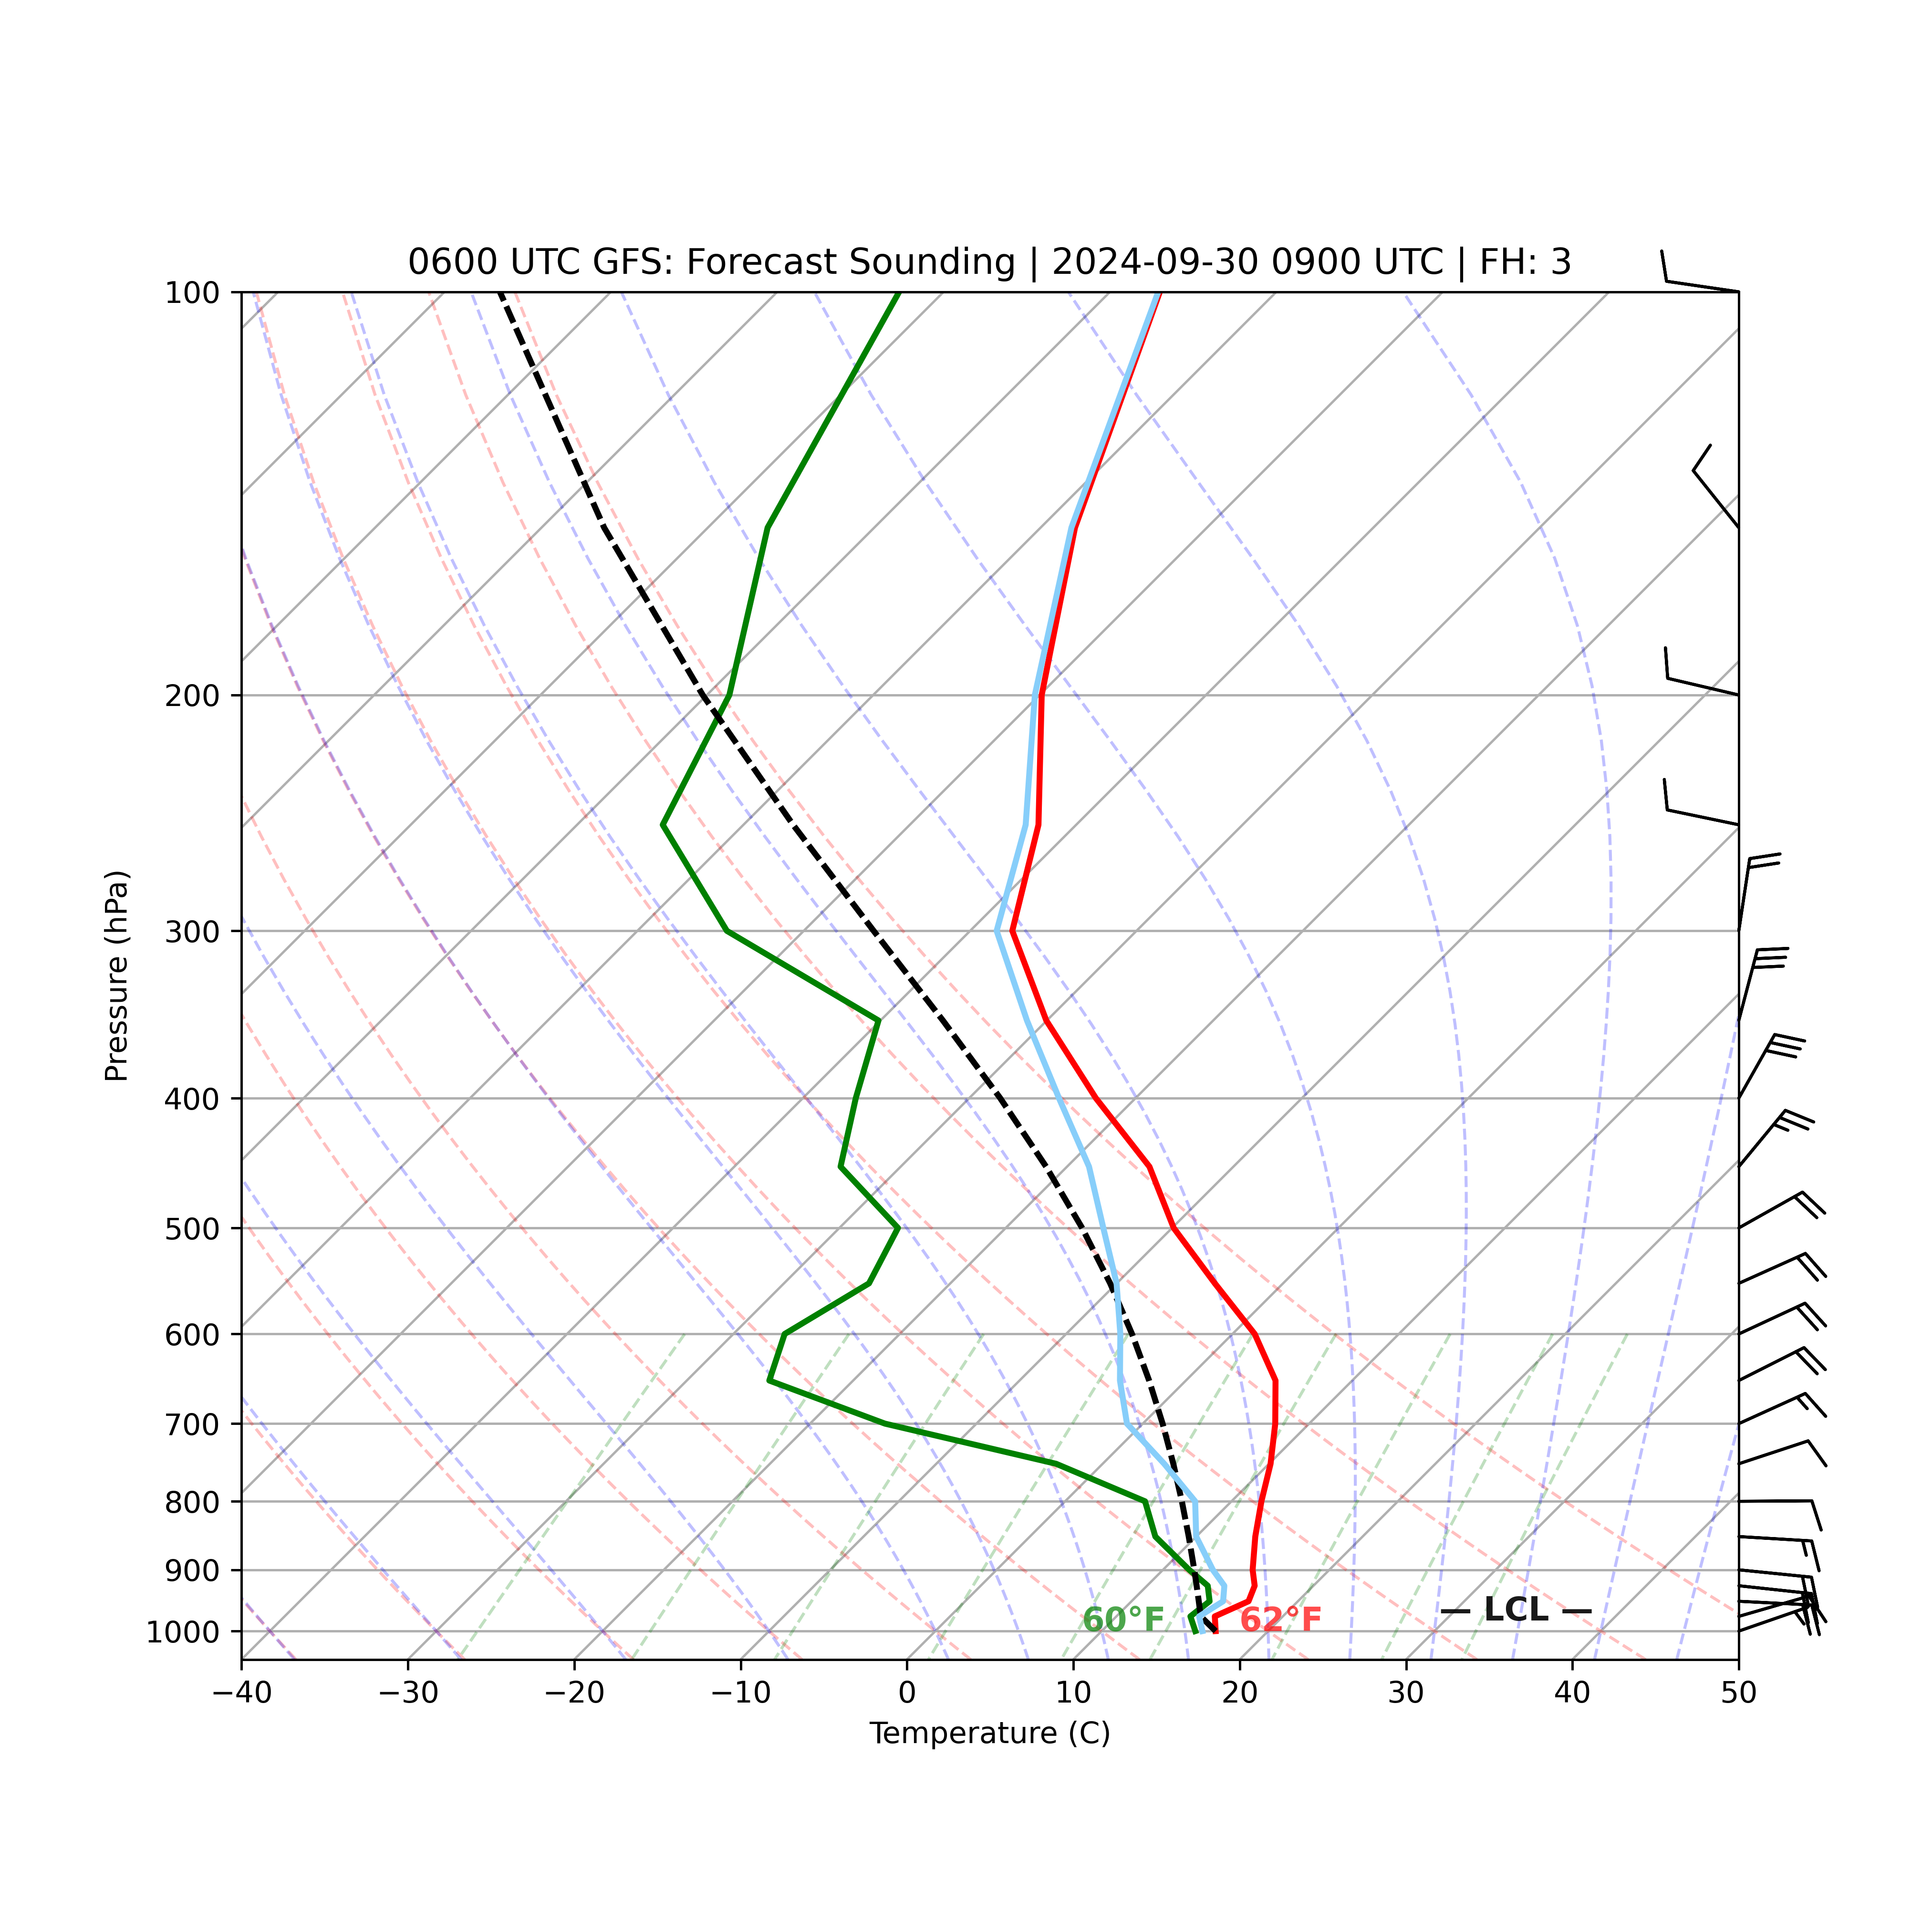 0600 UTC GFS: Forecast Sounding | 2024-09-30 0900 UTC | FH: 3
100
200
300
400
500
600
700
800
900
1000
Pressure (hPa)
60°F
62°F
— LCL —
−40 −30 −20 −10 0 10 20 30 40 50
Temperature (C)